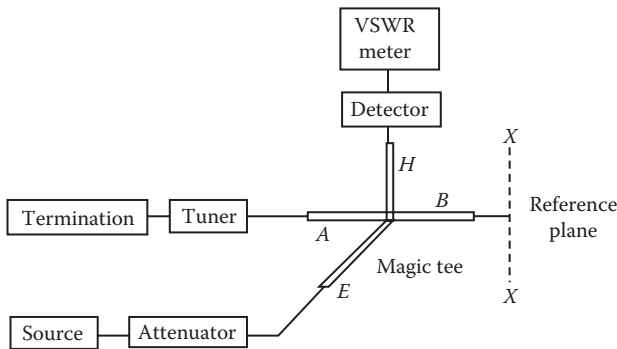 VSWR
meter
Detector
H
X
Termination
Tuner
A
B
Reference
plane
Magic tee
E
X
Source
Attenuator